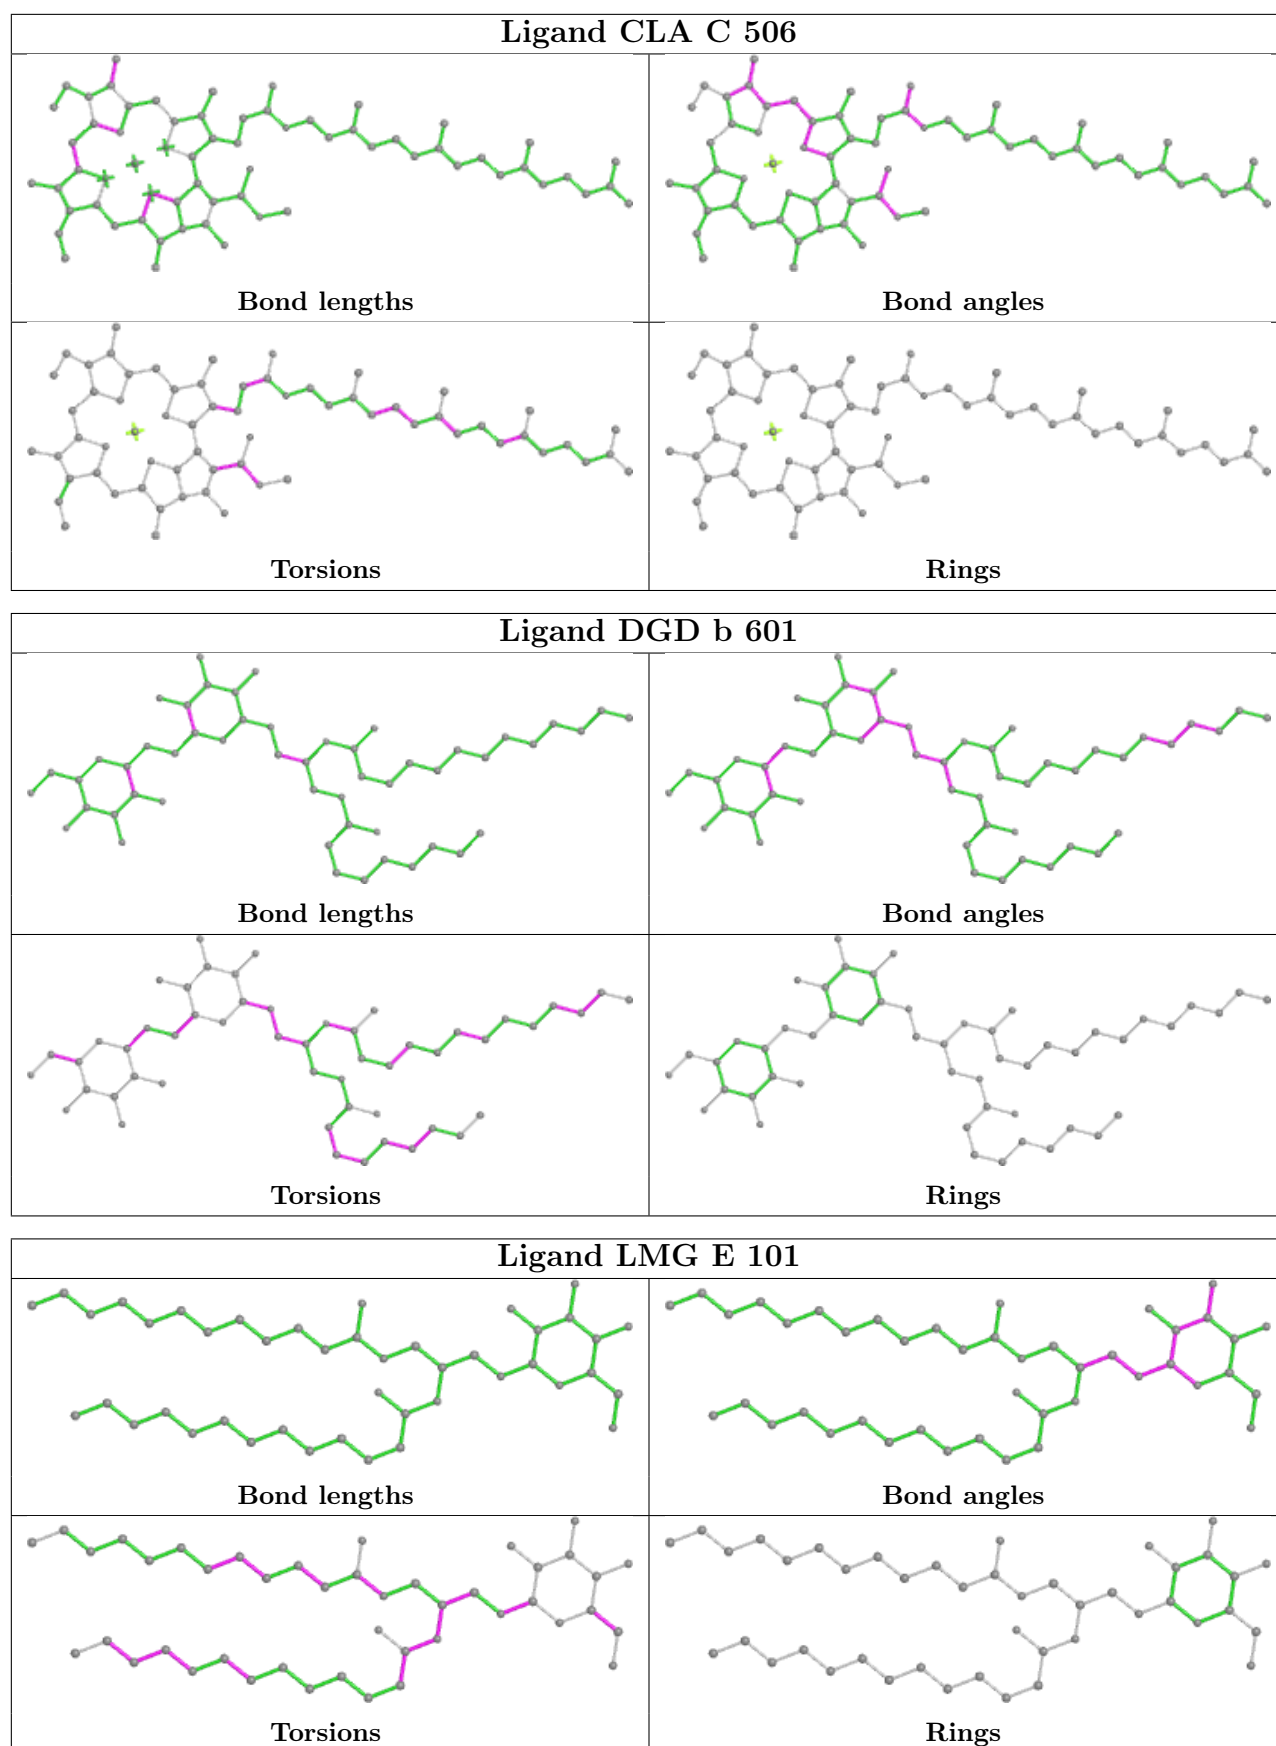 Ligand CLA C 506
Bond lengths
Bond angles
Torsions
Rings
Ligand DGD b 601
Bond lengths
Bond angles
Torsions
Rings
Ligand LMG E 101
Bond lengths
Bond angles
Torsions
Rings